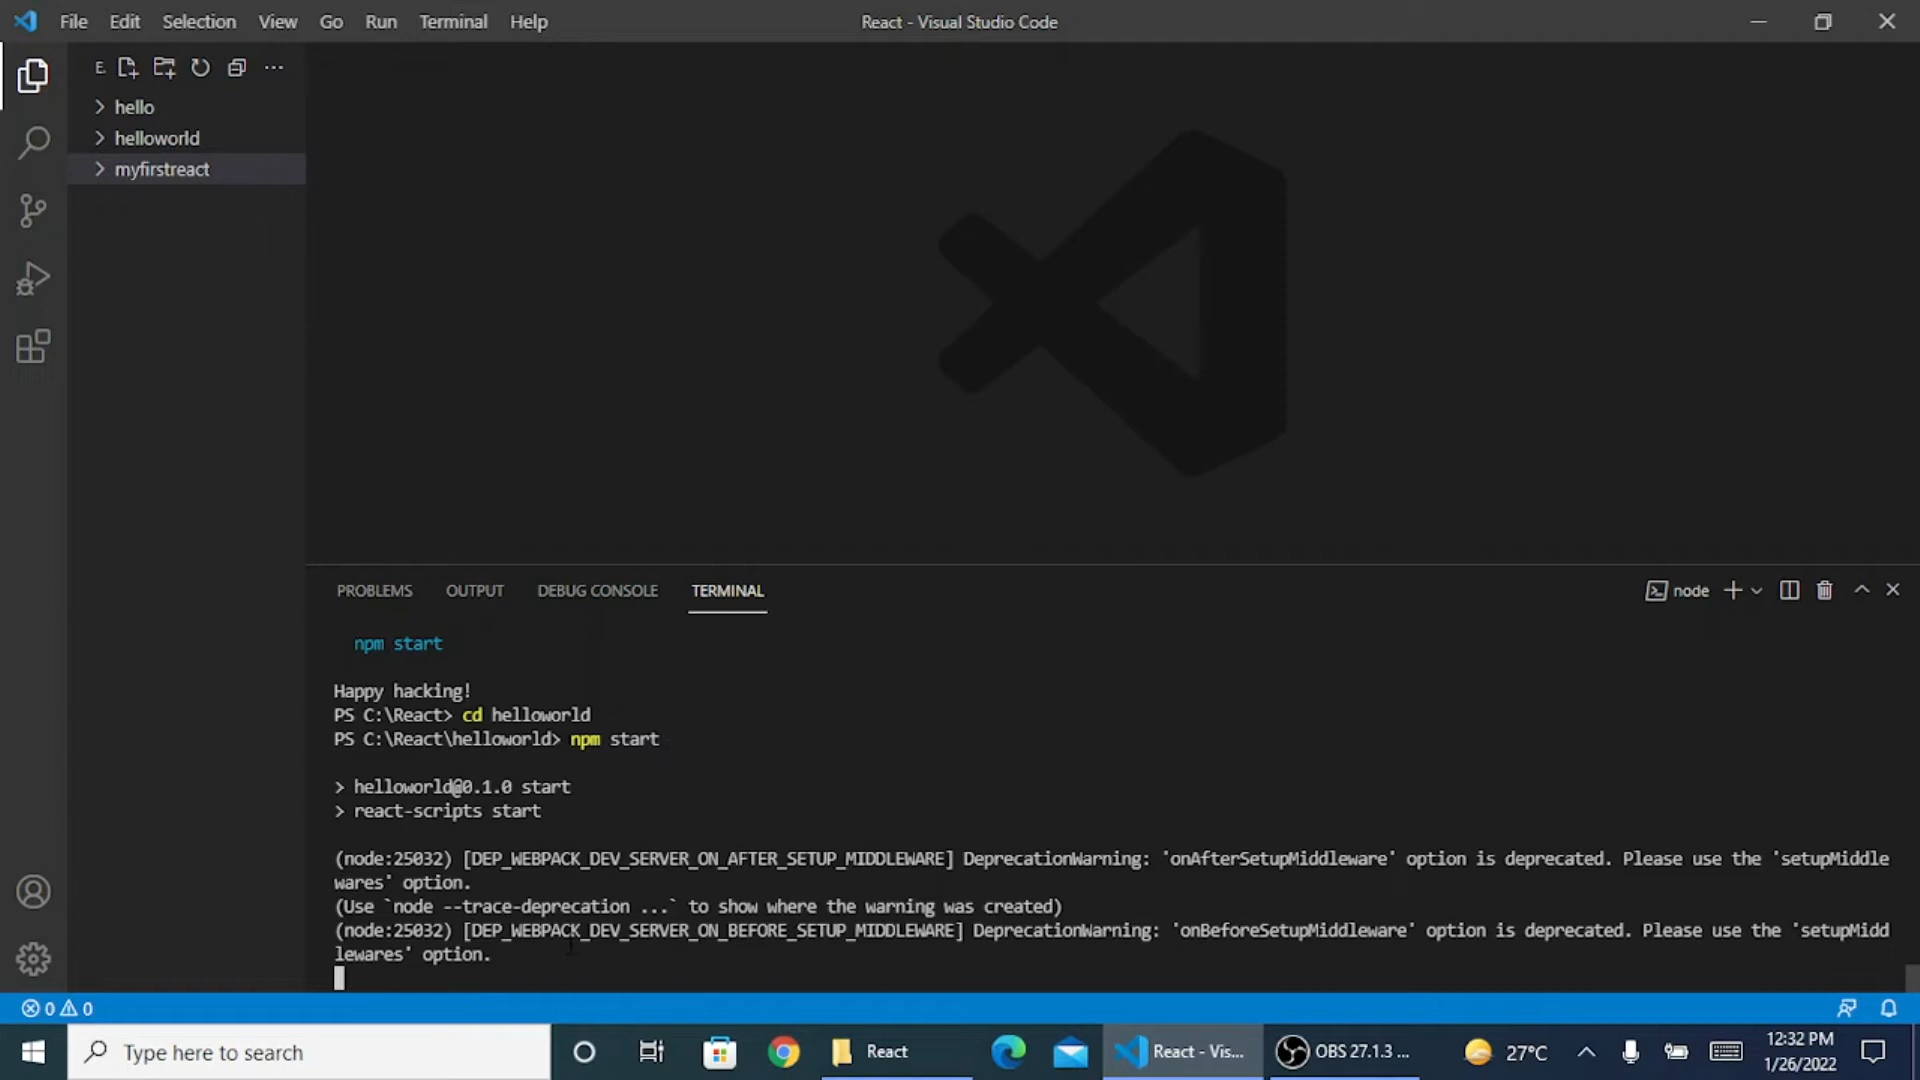 File Edit Selection View Go Run Terminal Help
React - Visual Studio Code
E
hello
helloworld
myfirstreact
PROBLEMS OUTPUT DEBUG CONSOLE TERMINAL
node
npm start
Happy hacking!
PS C:\React> cd helloworld
PS C:\React\helloworld> npm start
> helloworld@0.1.0 start
> react-scripts start
(node:25032) [DEP_WEBPACK_DEV_SERVER_ON_AFTER_SETUP_MIDDLEWARE] DeprecationWarning: 'onAfterSetupMiddleware' option is deprecated. Please use the 'setupMiddle
wares' option.
(Use `node --trace-deprecation ...` to show where the warning was created)
(node:25032) [DEP_WEBPACK_DEV_SERVER_ON_BEFORE_SETUP_MIDDLEWARE] DeprecationWarning: 'onBeforeSetupMiddleware' option is deprecated. Please use the 'setupMidd
lewares' option.
0 0
Type here to search
React
React - Vis...
OBS 27.1.3 ...
27°C
12:32 PM
1/26/2022